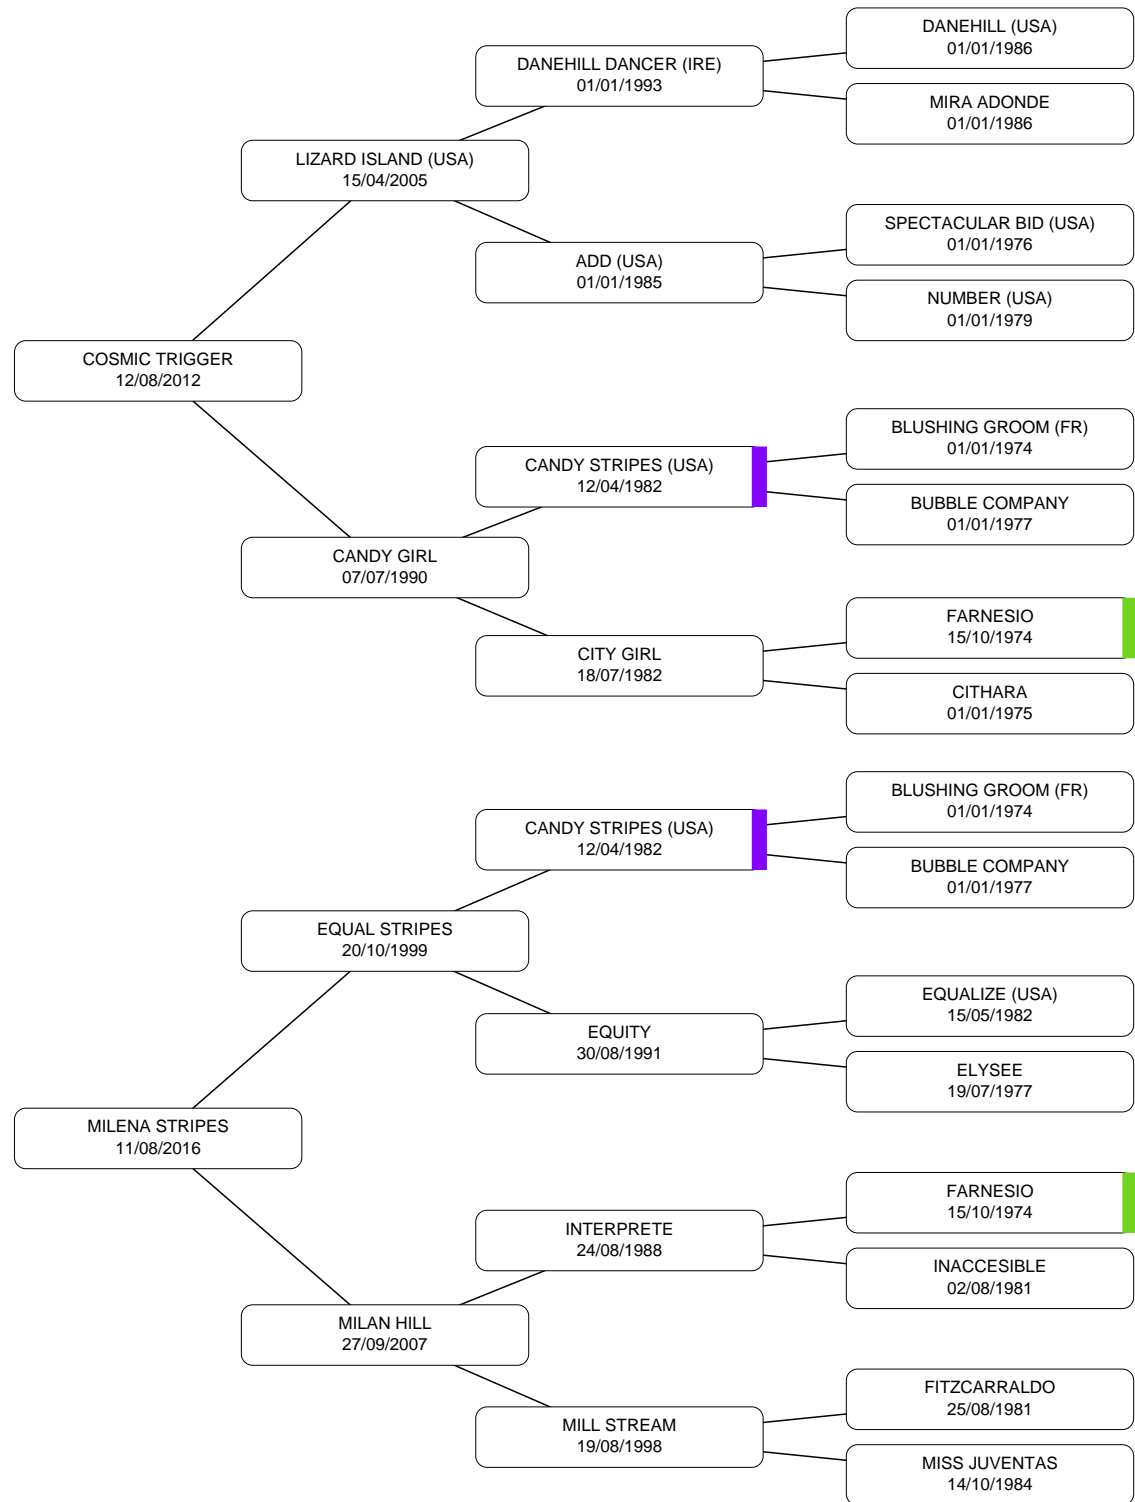 DANEHILL (USA)
01/01/1986
DANEHILL DANCER (IRE)
01/01/1993
MIRA ADONDE
01/01/1986
LIZARD ISLAND (USA)
15/04/2005
SPECTACULAR BID (USA)
01/01/1976
ADD (USA)
01/01/1985
NUMBER (USA)
01/01/1979
COSMIC TRIGGER
12/08/2012
BLUSHING GROOM (FR)
01/01/1974
CANDY STRIPES (USA)
12/04/1982
BUBBLE COMPANY
01/01/1977
CANDY GIRL
07/07/1990
FARNESIO
15/10/1974
CITY GIRL
18/07/1982
CITHARA
01/01/1975
BLUSHING GROOM (FR)
01/01/1974
CANDY STRIPES (USA)
12/04/1982
BUBBLE COMPANY
01/01/1977
EQUAL STRIPES
20/10/1999
EQUALIZE (USA)
15/05/1982
EQUITY
30/08/1991
ELYSEE
19/07/1977
MILENA STRIPES
11/08/2016
FARNESIO
15/10/1974
INTERPRETE
24/08/1988
INACCESIBLE
02/08/1981
MILAN HILL
27/09/2007
FITZCARRALDO
25/08/1981
MILL STREAM
19/08/1998
MISS JUVENTAS
14/10/1984